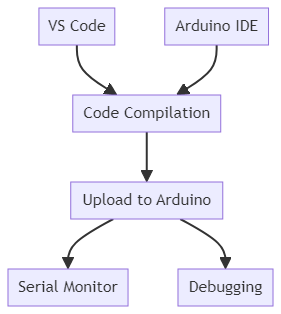 VS Code
Arduino IDE
Code Compilation
Upload to Arduino
Serial Monitor
Debugging